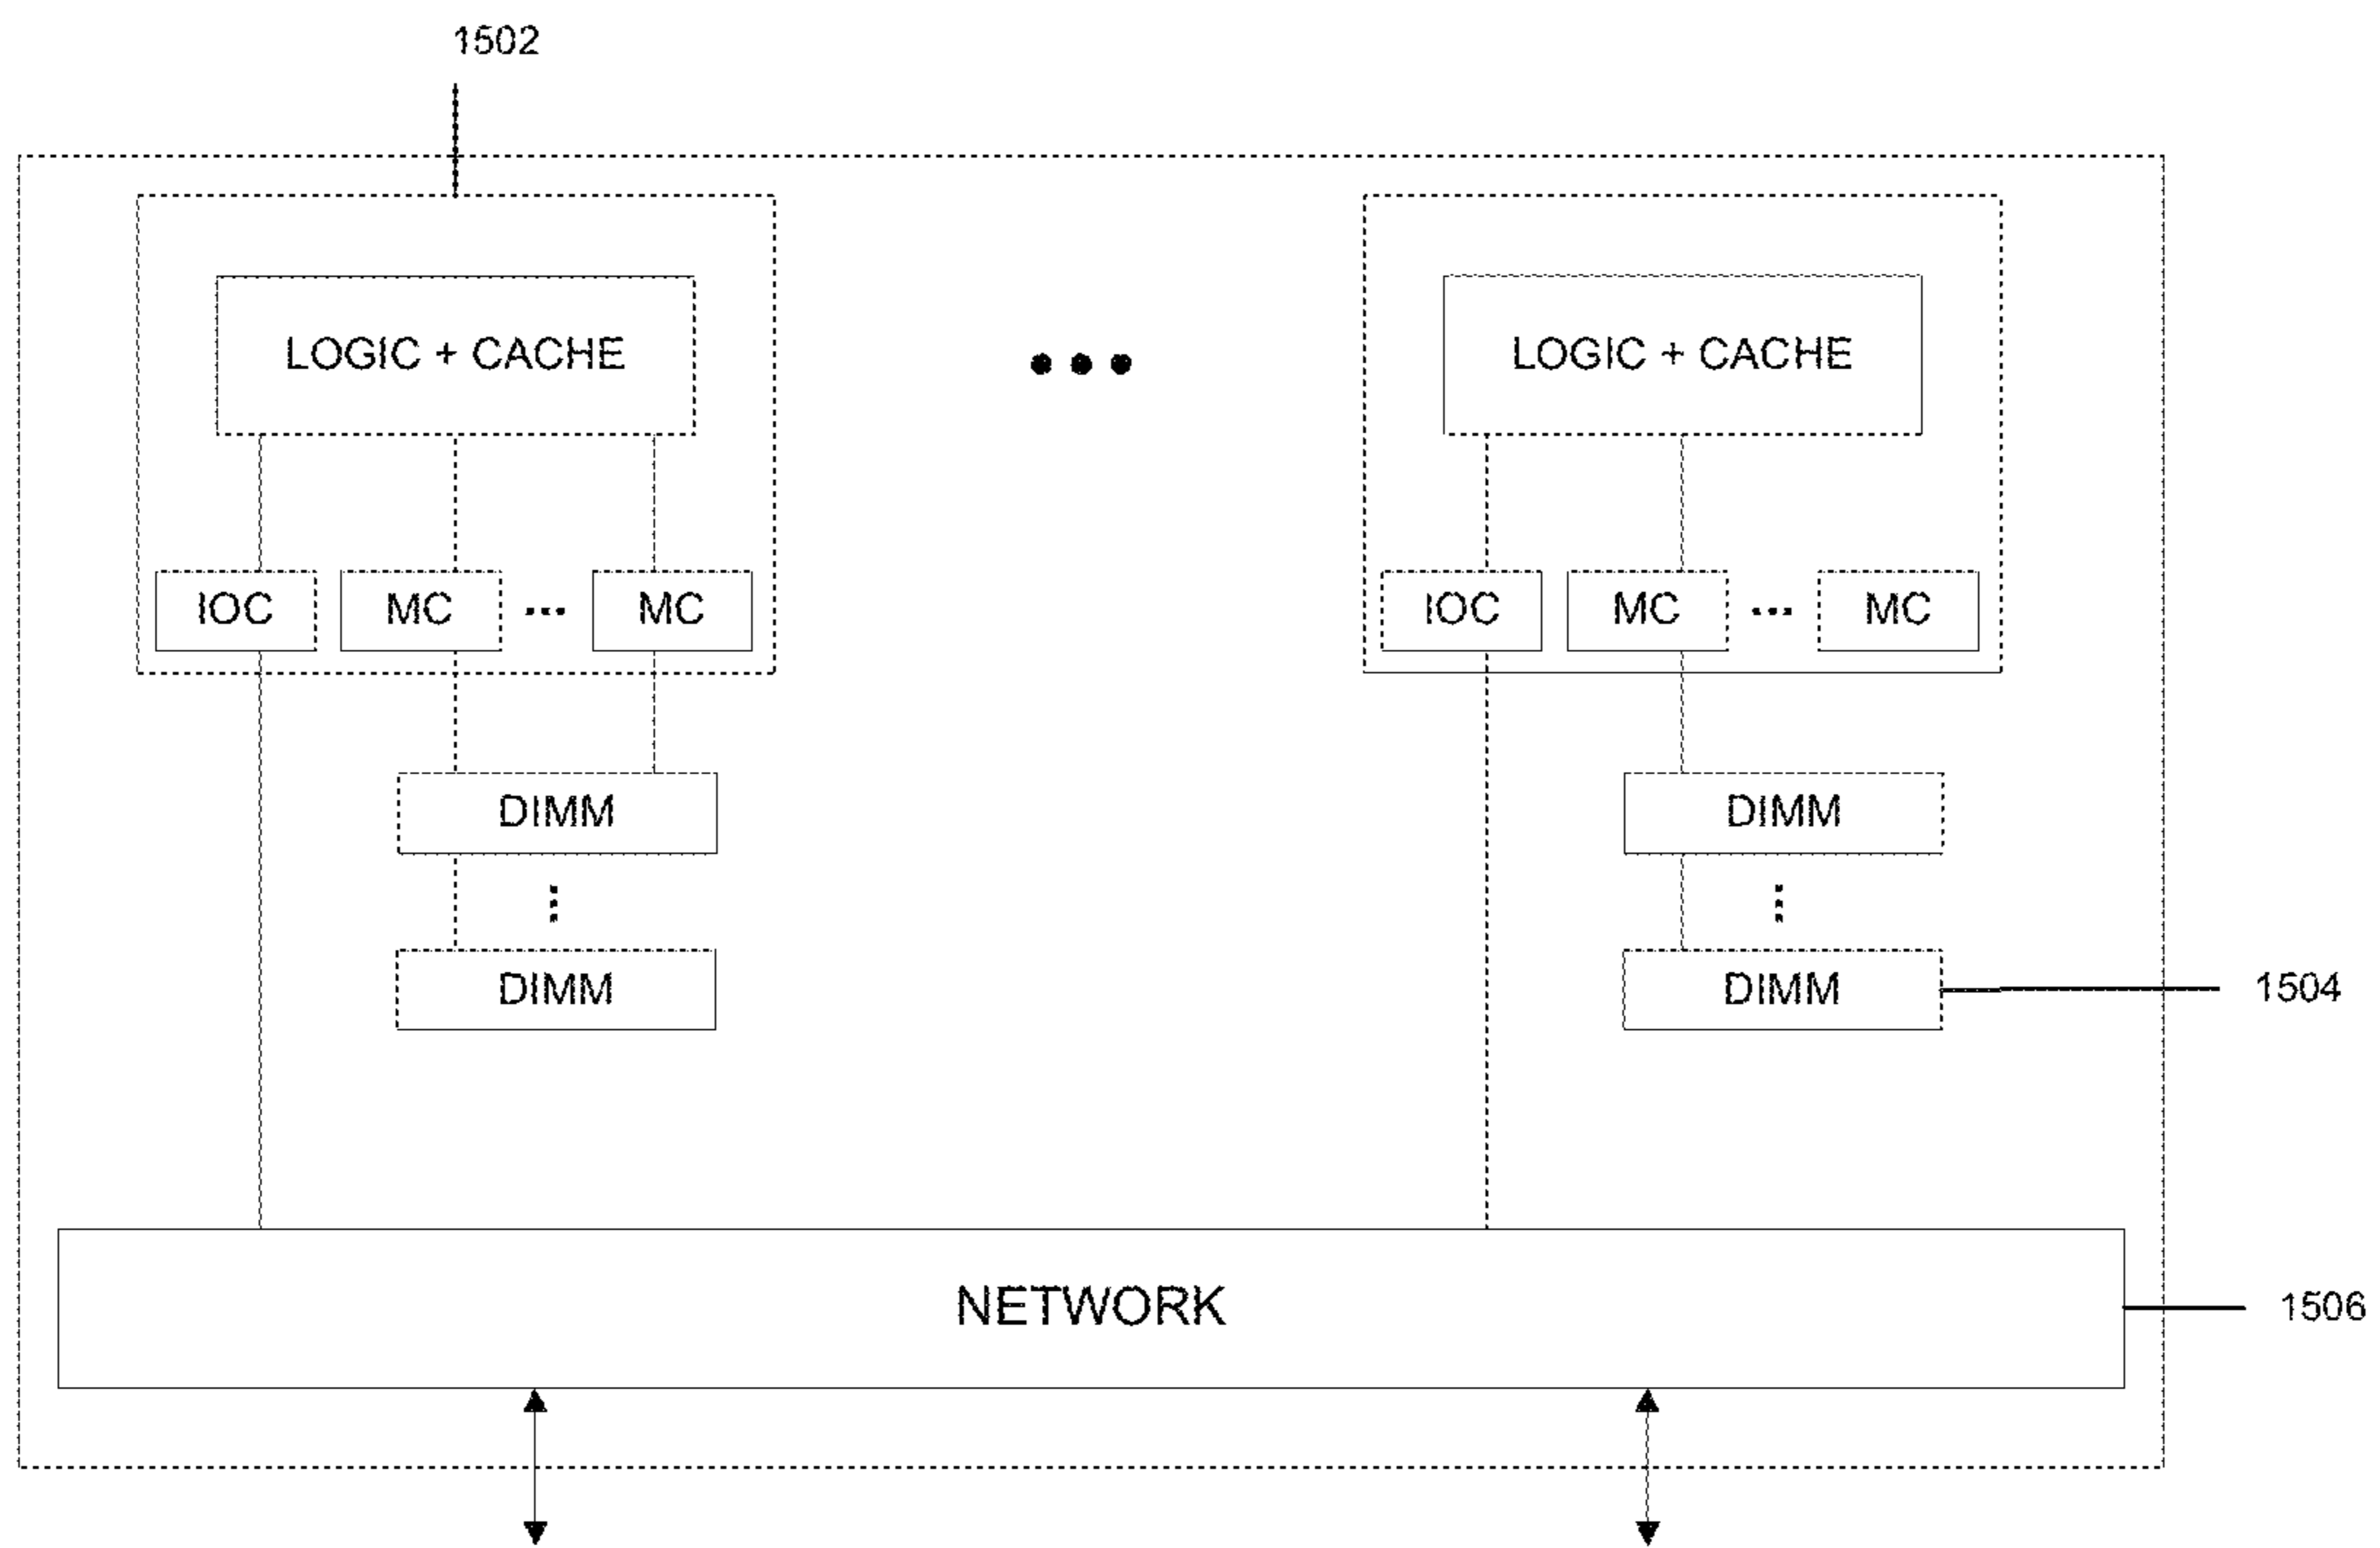 1502
LOGIC + CACHE
LOGIC + CACHE
IOC MC ... MC
IOC MC ... MC
DIMM
DIMM
DIMM
DIMM
1504
NETWORK
1506